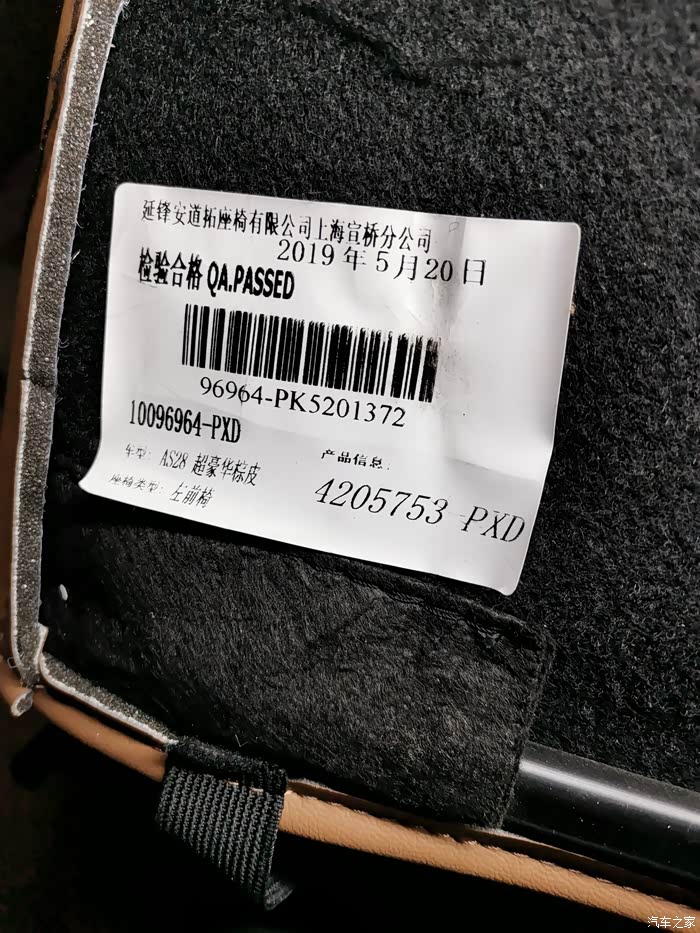 延锋安道拓座椅有限公司上海宣桥分公司
2019 年 5 月 20 日
检验合格 QA.PASSED
96964-PK5201372
10096964-PXD
车型: AS28 超豪华棕皮
产品信息:
座椅类型: 左前椅
4205753-PXD
汽车之家